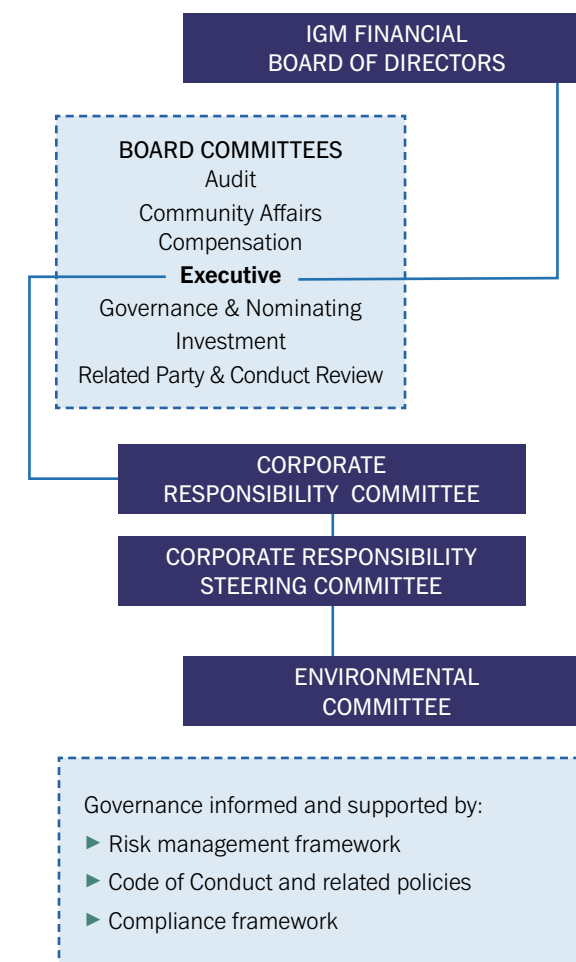 IGM FINANCIAL
BOARD OF DIRECTORS
BOARD COMMITTEES
Audit
Community Affairs
Compensation
Executive
Governance & Nominating
Investment
Related Party & Conduct Review
CORPORATE
RESPONSIBILITY COMMITTEE
CORPORATE RESPONSIBILITY
STEERING COMMITTEE
ENVIRONMENTAL
COMMITTEE
Governance informed and supported by:
► Risk management framework
► Code of Conduct and related policies
► Compliance framework